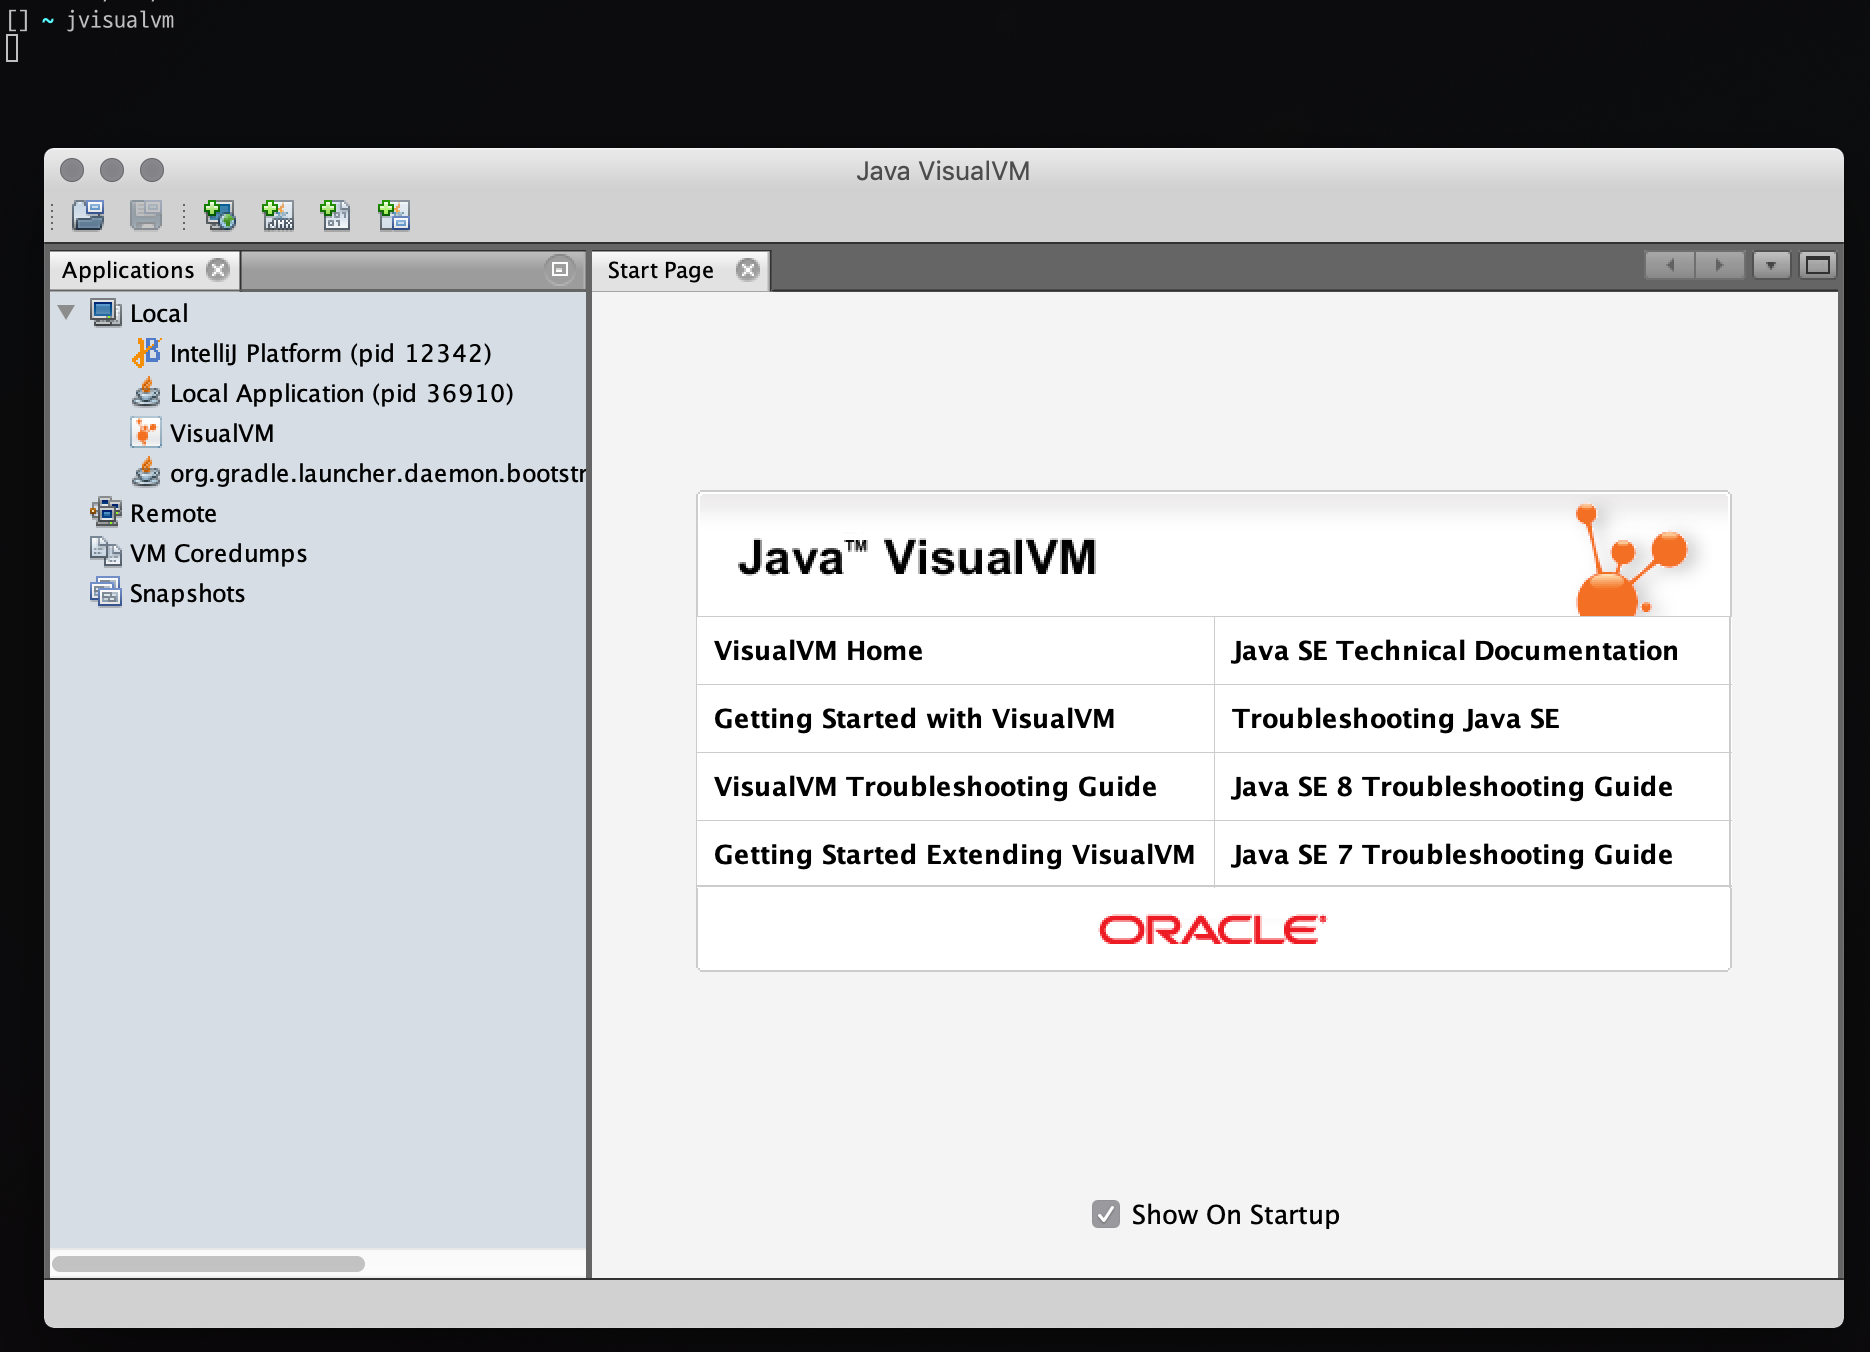 [] ~ jvisualvm
Java VisualVM
Applications
Start Page
Local
IntelliJ Platform (pid 12342)
Local Application (pid 36910)
VisualVM
org.gradle.launcher.daemon.bootstr
Remote
VM Coredumps
Snapshots
Java™ VisualVM
VisualVM Home
Java SE Technical Documentation
Getting Started with VisualVM
Troubleshooting Java SE
VisualVM Troubleshooting Guide
Java SE 8 Troubleshooting Guide
Getting Started Extending VisualVM
Java SE 7 Troubleshooting Guide
ORACLE
Show On Startup